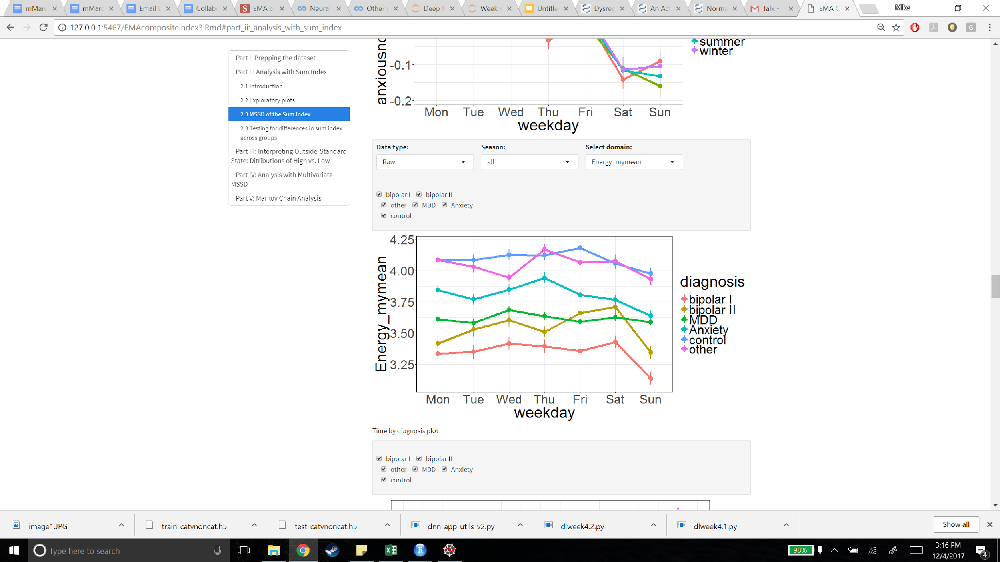 mMarc
mMarc
Email L
Collab
EMA co
Neural
Other
Deep N
Week 4
Untitle
Dysreg
An Act
Norma
Talk - r
EMA C
Mike
127.0.0.1:5467/EMAcompositeindex3.Rmd#part_ii:_analysis_with_sum_index
Part I: Prepping the dataset
Part II: Analysis with Sum Index
2.1 Introduction
2.2 Exploratory plots
2.3 MSSD of the Sum Index
2.3 Testing for differences in sum index
across groups
Part III: Interpreting Outside-Standard
State: Ditributions of High vs. Low
Part IV: Analysis with Multivariate
MSSD
Part V: Markov Chain Analysis
anxiousn
-0.1
-0.2
Mon Tue Wed Thu Fri Sat Sun
weekday
summer
winter
Data type: Season: Select domain:
Raw all Energy_mymean
bipolar I bipolar II
other MDD Anxiety
control
Energy_mymean
4.25
4.00
3.75
3.50
3.25
Mon Tue Wed Thu Fri Sat Sun
weekday
diagnosis
bipolar I
bipolar II
MDD
Anxiety
control
other
Time by diagnosis plot
bipolar I bipolar II
other MDD Anxiety
control
image1.JPG
train_catvnoncat.h5
test_catvnoncat.h5
dnn_app_utils_v2.py
dlweek4.2.py
dlweek4.1.py
Show all
Type here to search
98%
3:16 PM
12/4/2017
4